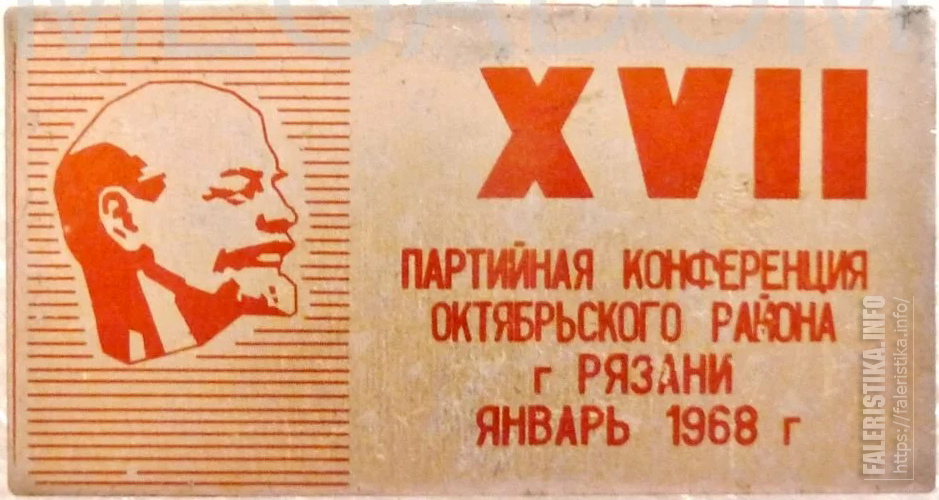 XVII
ПАРТИЙНАЯ КОНФЕРЕНЦИЯ
ОКТЯБРЬСКОГО РАЙОНА
г РЯЗАНИ
ЯНВАРЬ 1968 г
FALERISTIKA.INFO
https://faleristika.info/